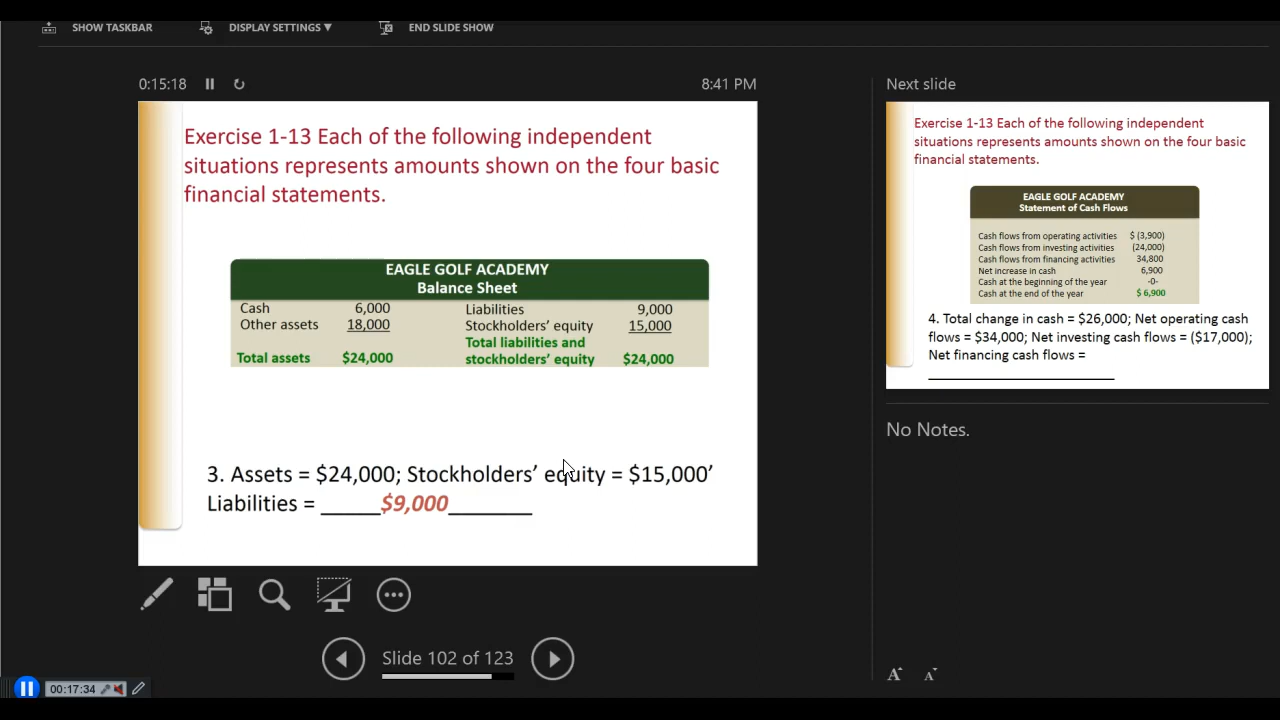 SHOW TASKBAR DISPLAY SETTINGS ▼ END SLIDE SHOW
0:15:18 8:41 PM
Exercise 1-13 Each of the following independent
situations represents amounts shown on the four basic
financial statements.
EAGLE GOLF ACADEMY
Balance Sheet
Cash 6,000 Liabilities 9,000
Other assets 18,000 Stockholders' equity 15,000
Total liabilities and
Total assets $24,000 stockholders' equity $24,000
3. Assets = $24,000; Stockholders' equity = $15,000'
Liabilities = ______$9,000________
Slide 102 of 123
00:17:34
Next slide
Exercise 1-13 Each of the following independent
situations represents amounts shown on the four basic
financial statements.
EAGLE GOLF ACADEMY
Statement of Cash Flows
Cash flows from operating activities $ (3,900)
Cash flows from investing activities (24,000)
Cash flows from financing activities 34,800
Net increase in cash 6,900
Cash at the beginning of the year -0-
Cash at the end of the year $ 6,900
4. Total change in cash = $26,000; Net operating cash
flows = $34,000; Net investing cash flows = ($17,000);
Net financing cash flows =
____________________
No Notes.
A A